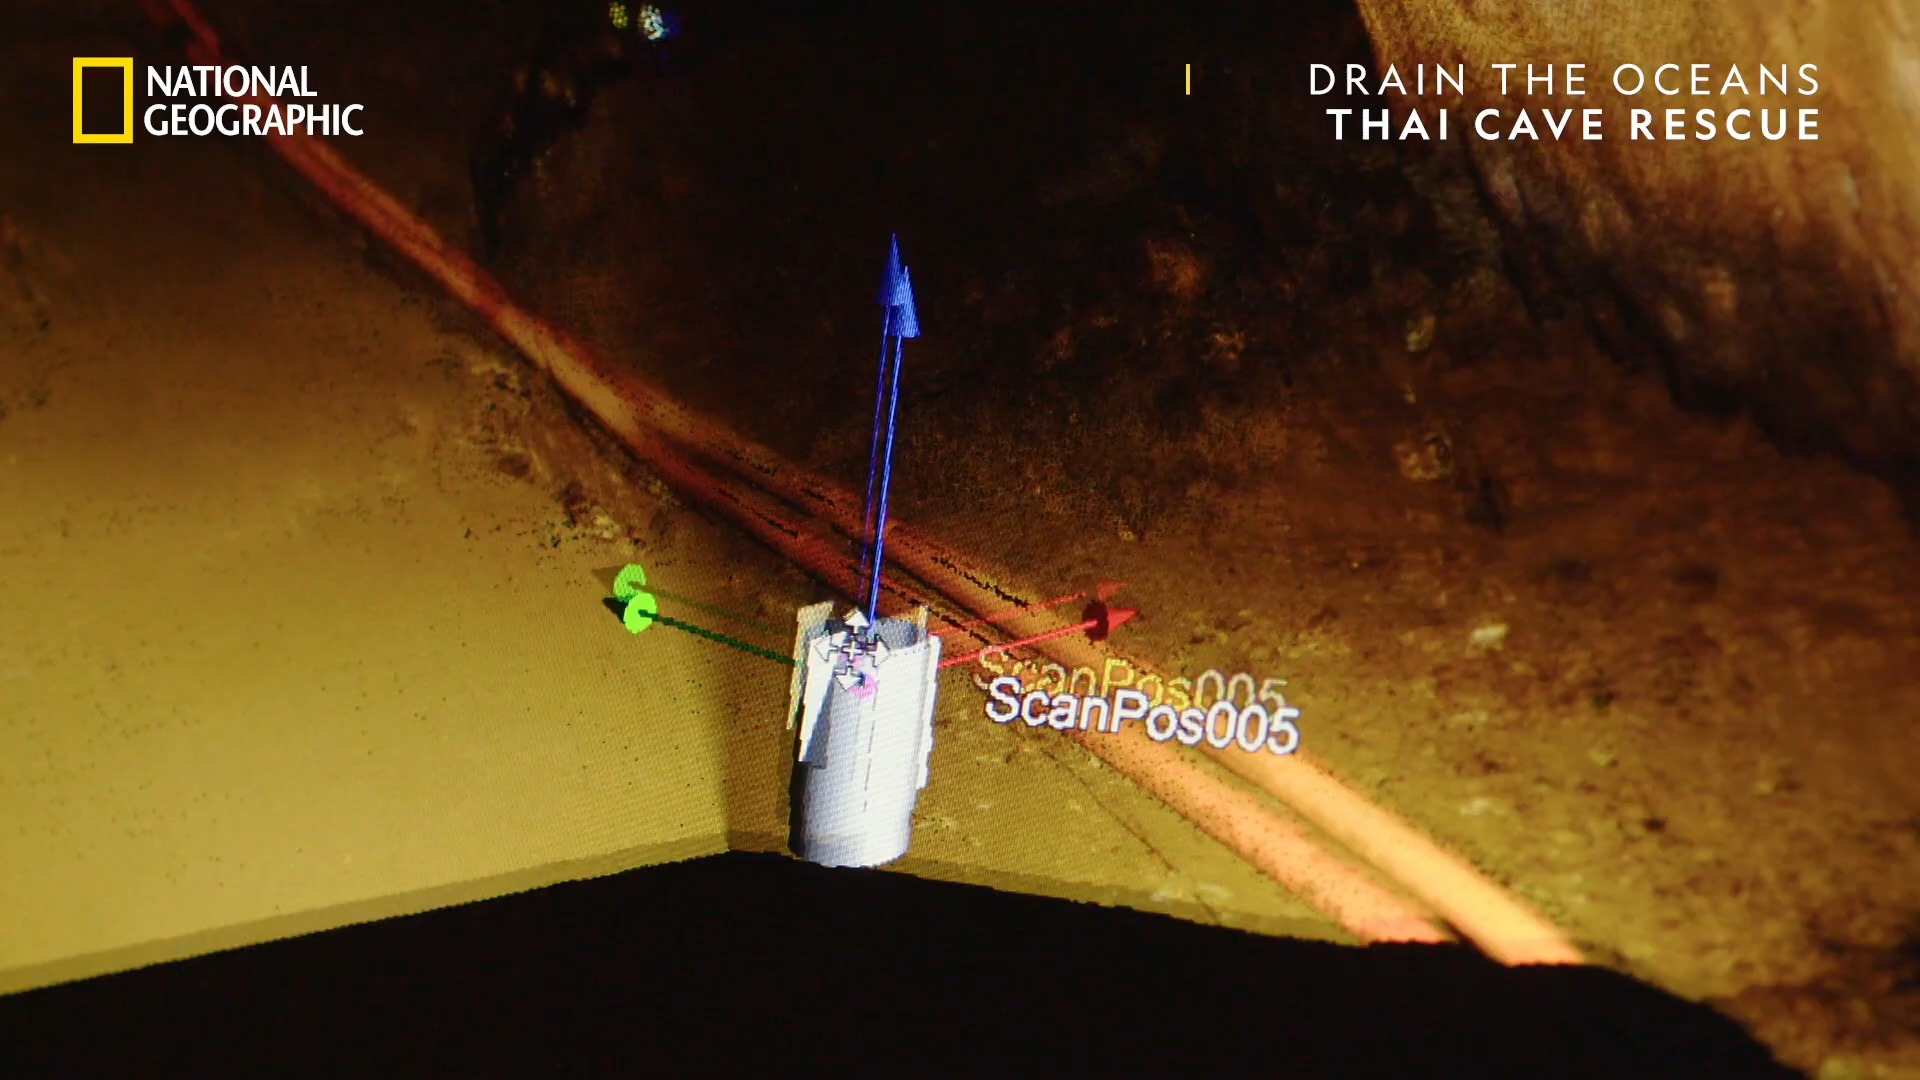 NATIONAL
GEOGRAPHIC
DRAIN THE OCEANS
THAI CAVE RESCUE
ScanPos005
ScanPos005